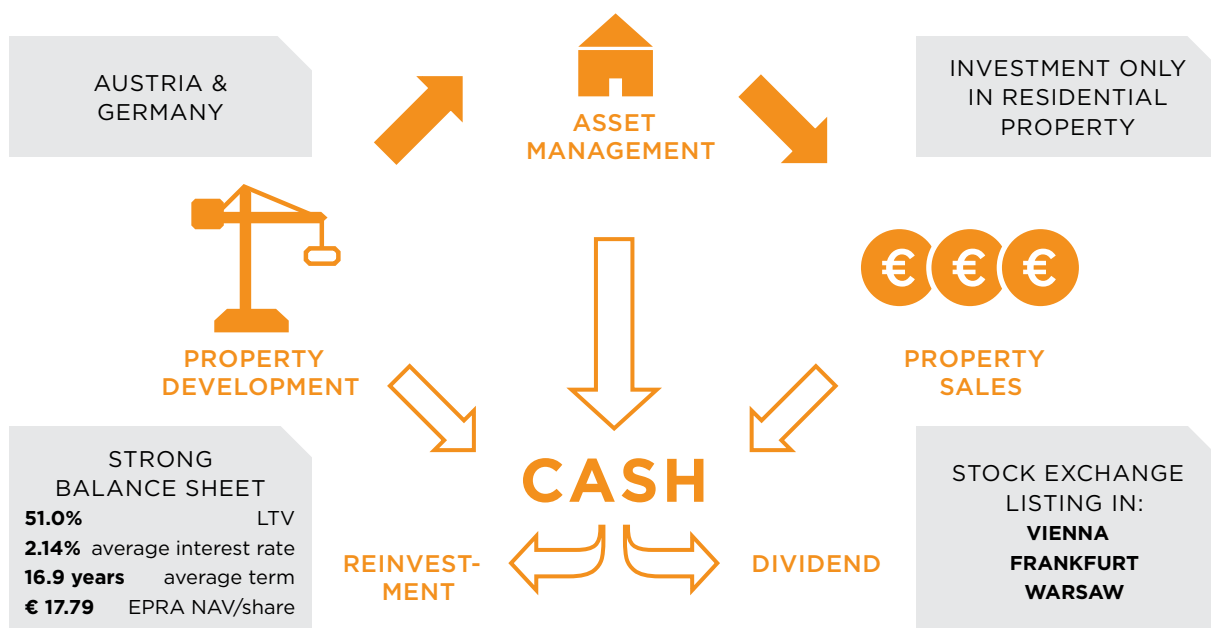 AUSTRIA &
GERMANY
ASSET
MANAGEMENT
INVESTMENT ONLY
IN RESIDENTIAL
PROPERTY
€ € €
PROPERTY
DEVELOPMENT
PROPERTY
SALES
STRONG
BALANCE SHEET
51.0% LTV
2.14% average interest rate
16.9 years average term
€ 17.79 EPRA NAV/share
CASH
REINVEST-
MENT
DIVIDEND
STOCK EXCHANGE
LISTING IN:
VIENNA
FRANKFURT
WARSAW